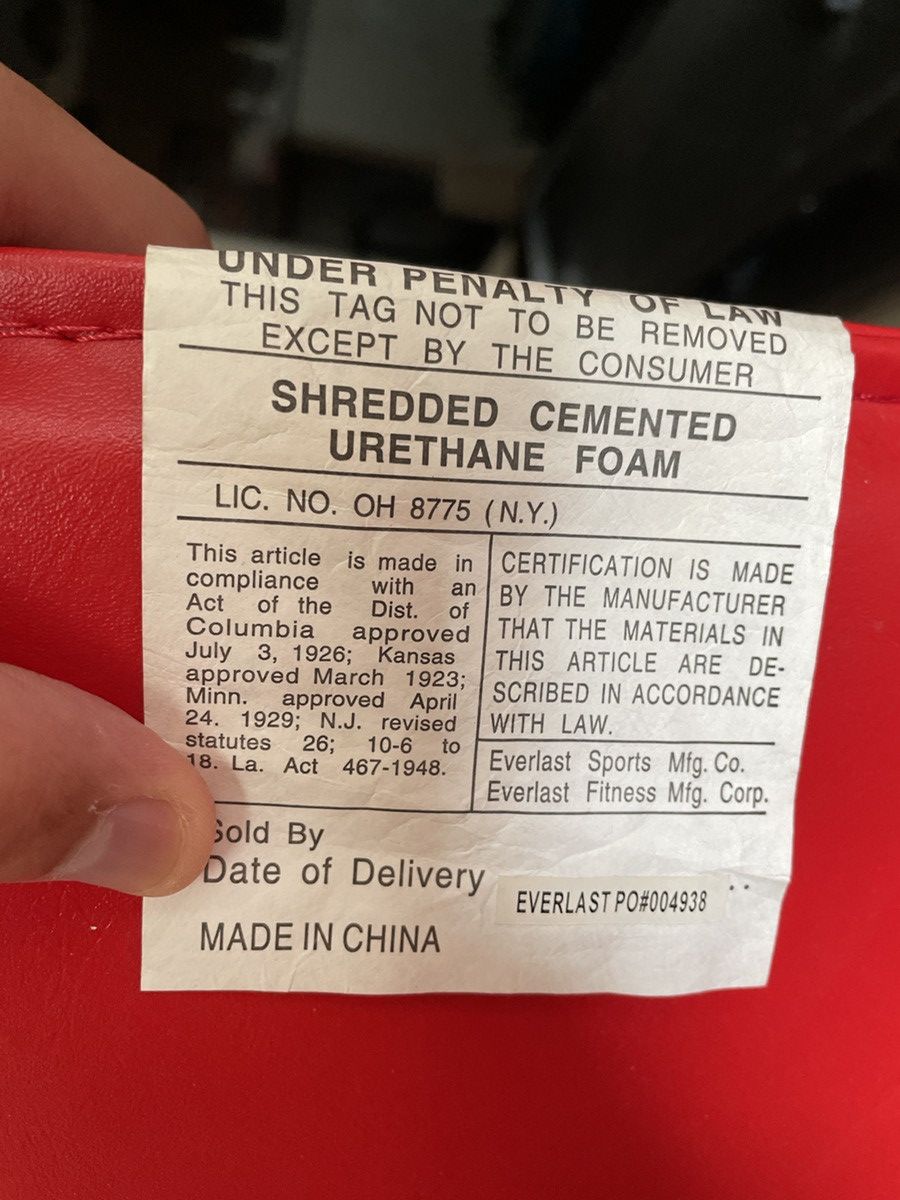 UNDER PENALTY OF LAW
THIS TAG NOT TO BE REMOVED
EXCEPT BY THE CONSUMER
SHREDDED CEMENTED
URETHANE FOAM
LIC. NO. OH 8775 (N.Y.)
This article is made in
compliance with an
Act of the Dist. of
Columbia approved
July 3, 1926; Kansas
approved March 1923;
Minn. approved April
24. 1929; N.J. revised
statutes 26; 10-6 to
18. La. Act 467-1948.
CERTIFICATION IS MADE
BY THE MANUFACTURER
THAT THE MATERIALS IN
THIS ARTICLE ARE DE-
SCRIBED IN ACCORDANCE
WITH LAW.
Everlast Sports Mfg. Co.
Everlast Fitness Mfg. Corp.
Sold By
Date of Delivery
EVERLAST PO#004938
MADE IN CHINA